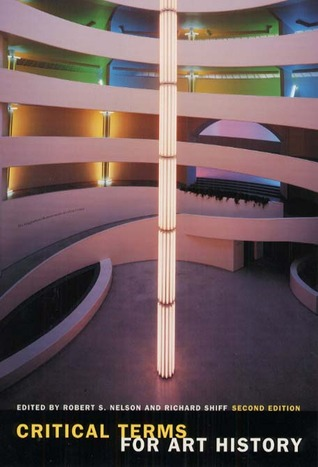 EDITED BY ROBERT S. NELSON AND RICHARD SHIFF SECOND EDITION
CRITICAL TERMS
FOR ART HISTORY